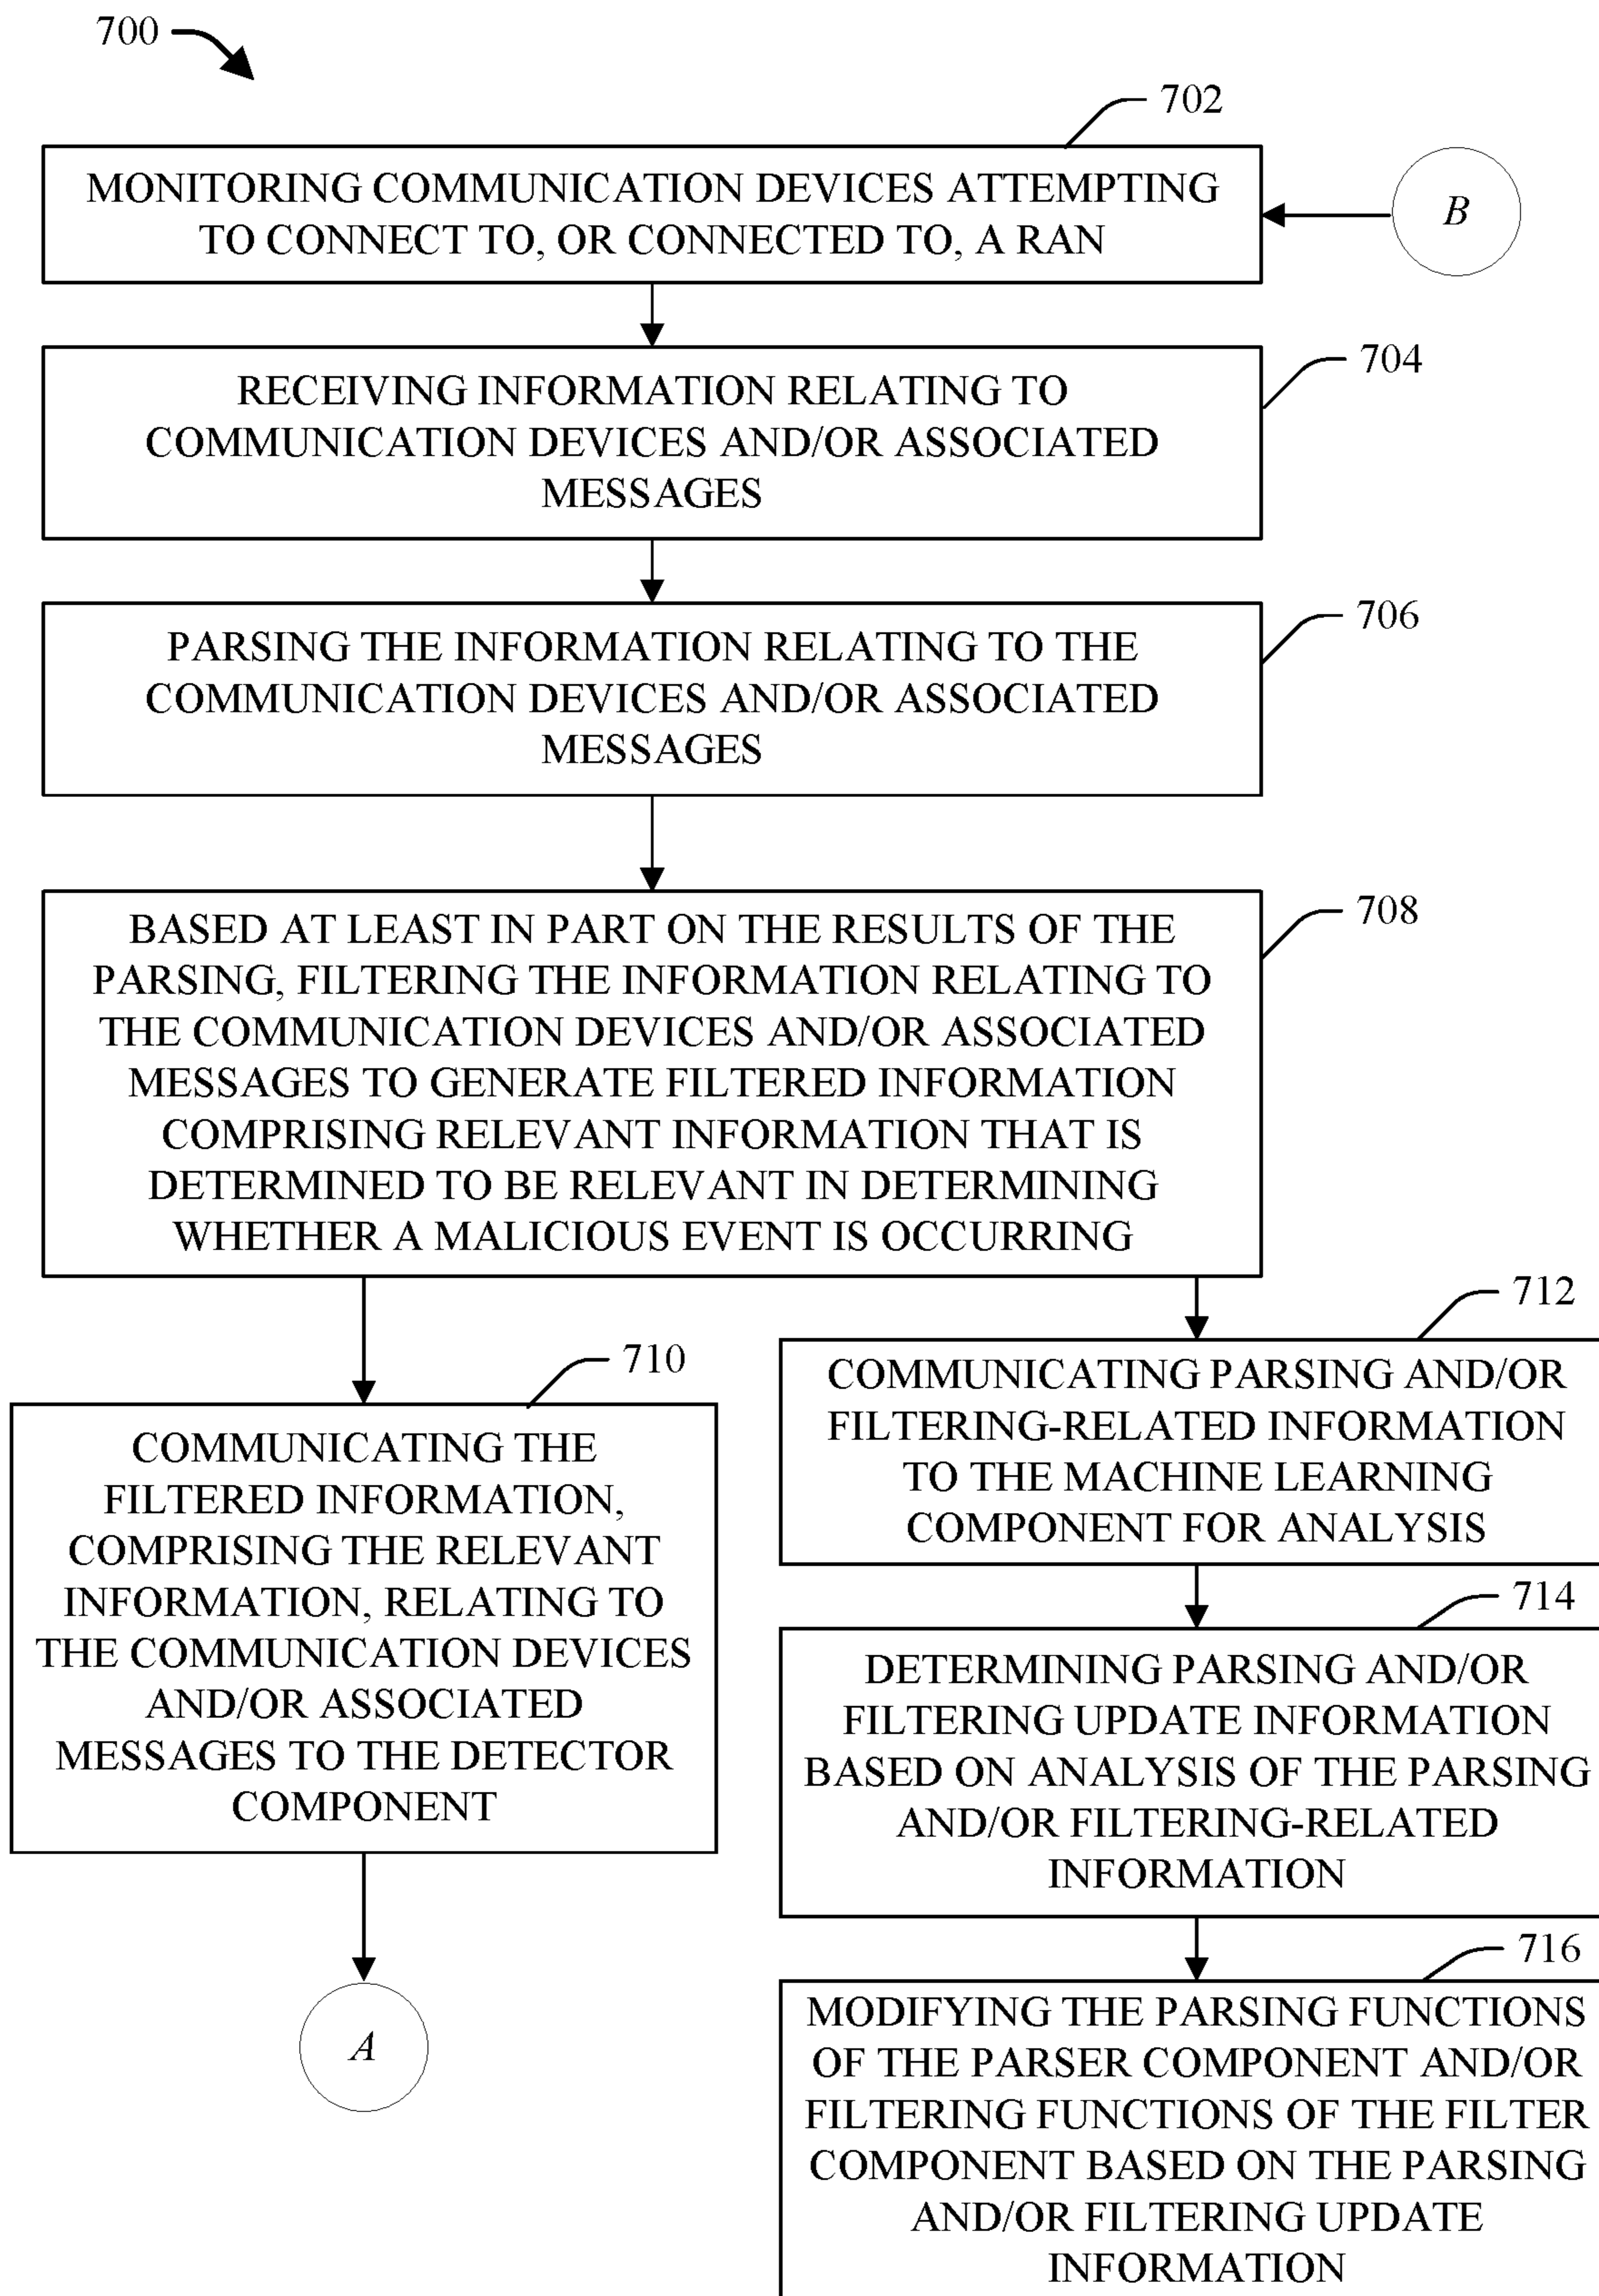 700
702
MONITORING COMMUNICATION DEVICES ATTEMPTING
TO CONNECT TO, OR CONNECTED TO, A RAN
B
704
RECEIVING INFORMATION RELATING TO
COMMUNICATION DEVICES AND/OR ASSOCIATED
MESSAGES
706
PARSING THE INFORMATION RELATING TO THE
COMMUNICATION DEVICES AND/OR ASSOCIATED
MESSAGES
708
BASED AT LEAST IN PART ON THE RESULTS OF THE
PARSING, FILTERING THE INFORMATION RELATING TO
THE COMMUNICATION DEVICES AND/OR ASSOCIATED
MESSAGES TO GENERATE FILTERED INFORMATION
COMPRISING RELEVANT INFORMATION THAT IS
DETERMINED TO BE RELEVANT IN DETERMINING
WHETHER A MALICIOUS EVENT IS OCCURRING
710
COMMUNICATING THE
FILTERED INFORMATION,
COMPRISING THE RELEVANT
INFORMATION, RELATING TO
THE COMMUNICATION DEVICES
AND/OR ASSOCIATED
MESSAGES TO THE DETECTOR
COMPONENT
A
712
COMMUNICATING PARSING AND/OR
FILTERING-RELATED INFORMATION
TO THE MACHINE LEARNING
COMPONENT FOR ANALYSIS
714
DETERMINING PARSING AND/OR
FILTERING UPDATE INFORMATION
BASED ON ANALYSIS OF THE PARSING
AND/OR FILTERING-RELATED
INFORMATION
716
MODIFYING THE PARSING FUNCTIONS
OF THE PARSER COMPONENT AND/OR
FILTERING FUNCTIONS OF THE FILTER
COMPONENT BASED ON THE PARSING
AND/OR FILTERING UPDATE
INFORMATION